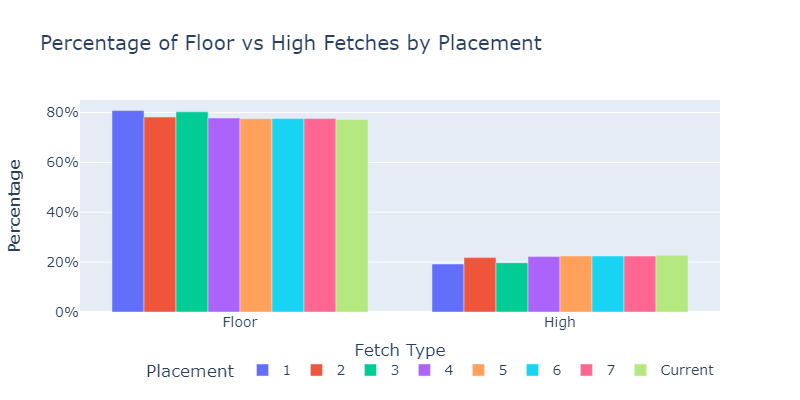 Percentage of Floor vs High Fetches by Placement
Percentage
80%
60%
40%
20%
0%
Floor
High
Fetch Type
Placement 1 2 3 4 5 6 7 Current